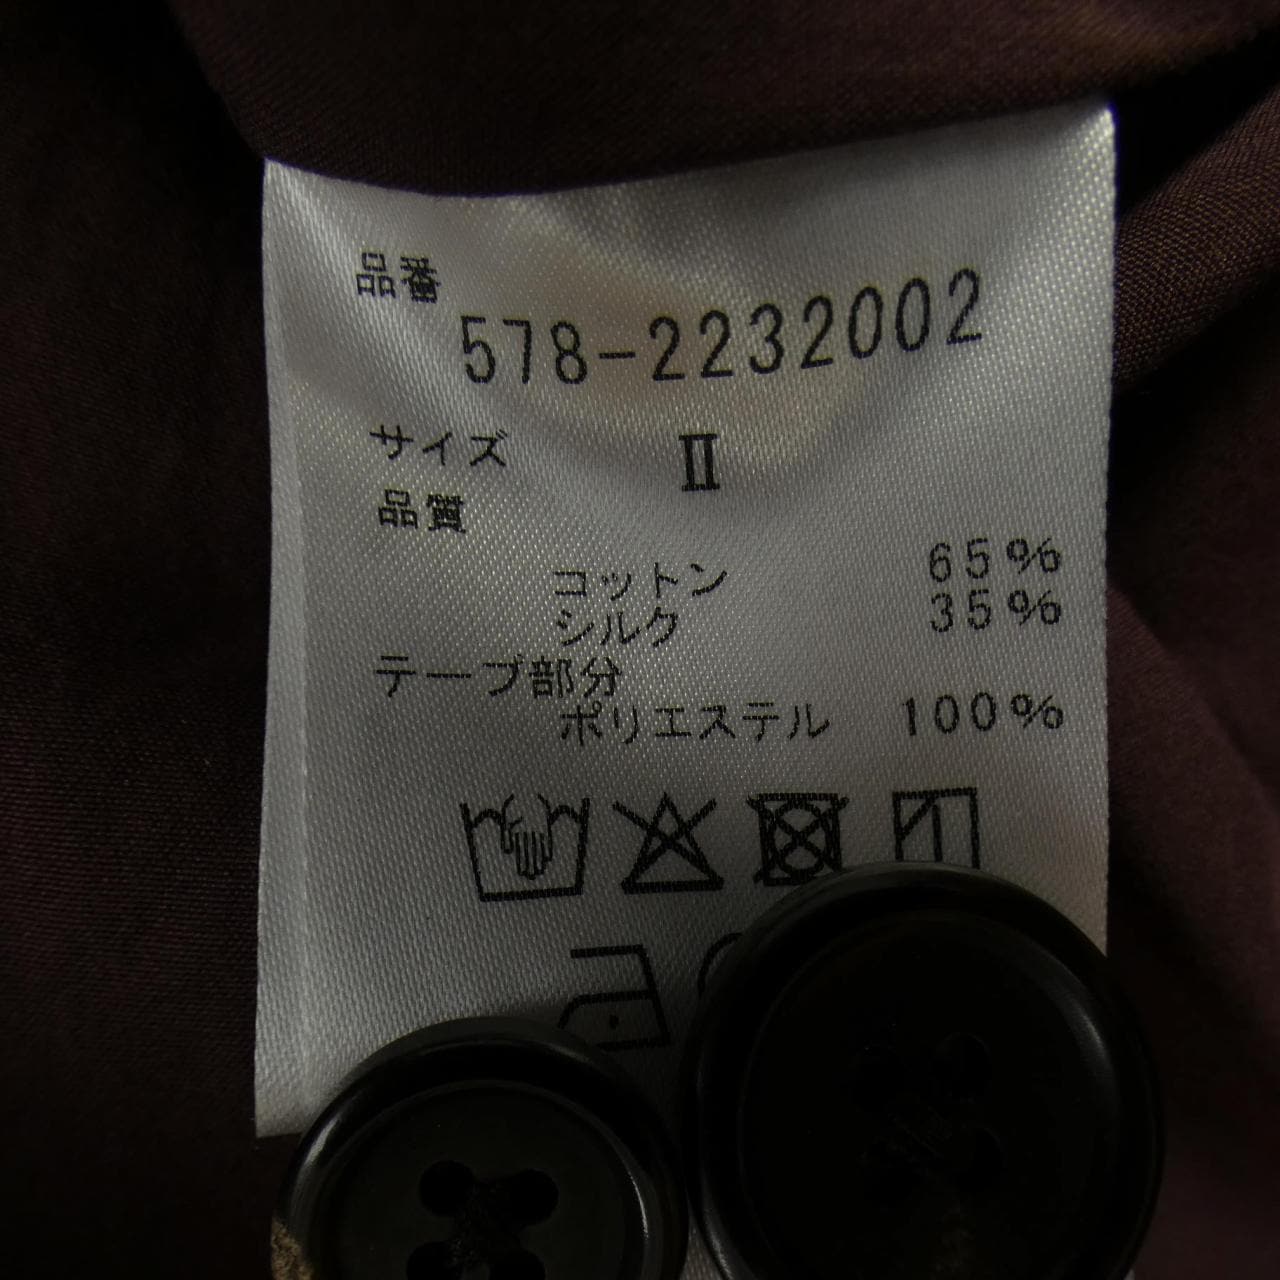 品番
578-2232002
サイズ Ⅱ
品質
コットン 65%
シルク 35%
テープ部分
ポリエステル 100%